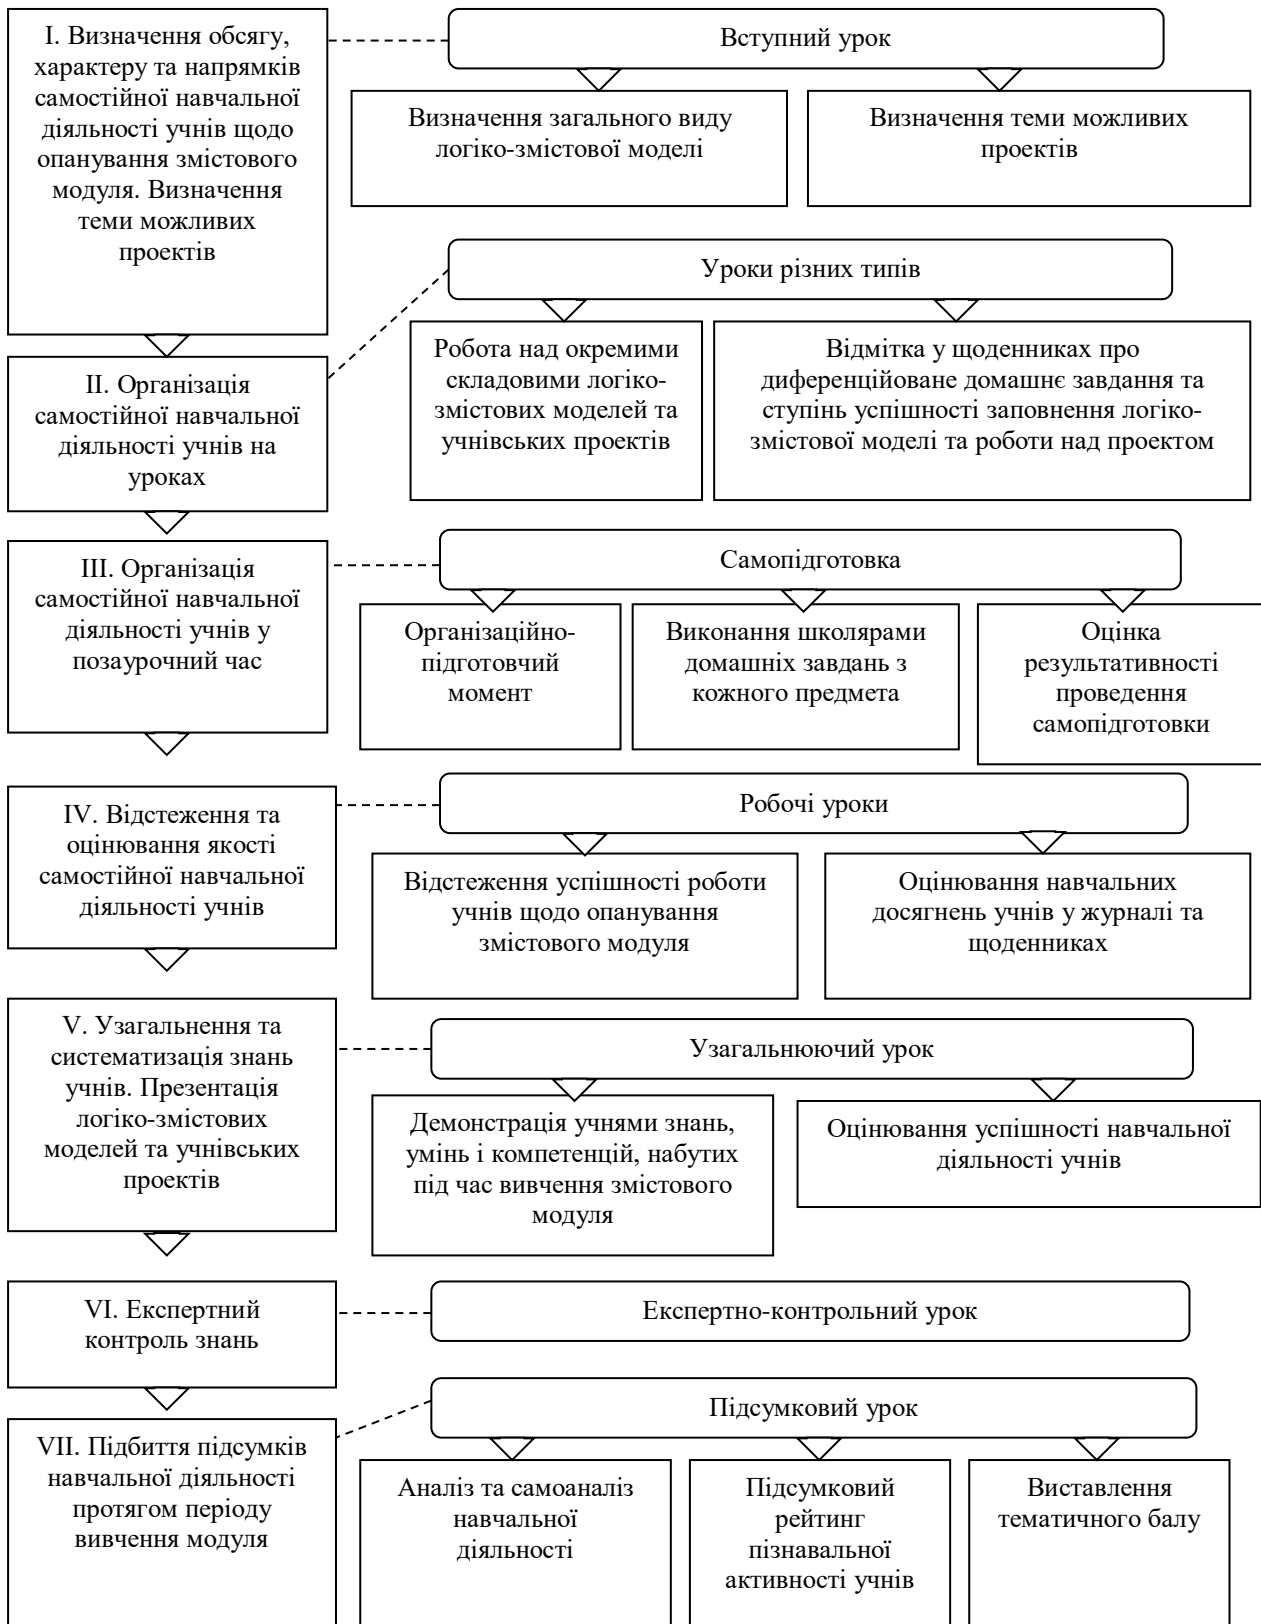 І. Визначення обсягу,
характеру та напрямків
самостійної навчальної
діяльності учнів щодо
опанування змістового
модуля. Визначення
теми можливих
проектів
Вступний урок
Визначення загального виду
логіко-змістової моделі
Визначення теми можливих
проектів
ІІ. Організація
самостійної навчальної
діяльності учнів на
уроках
Уроки різних типів
Робота над окремими
складовими логіко-
змістових моделей та
учнівських проектів
Відмітка у щоденниках про
диференційоване домашнє завдання та
ступінь успішності заповнення логіко-
змістової моделі та роботи над проектом
ІІІ. Організація
самостійної навчальної
діяльності учнів у
позаурочний час
Самопідготовка
Організаційно-
підготовчий
момент
Виконання школярами
домашніх завдань з
кожного предмета
Оцінка
результативності
проведення
самопідготовки
IV. Відстеження та
оцінювання якості
самостійної навчальної
діяльності учнів
Робочі уроки
Відстеження успішності роботи
учнів щодо опанування
змістового модуля
Оцінювання навчальних
досягнень учнів у журналі та
щоденниках
V. Узагальнення та
систематизація знань
учнів. Презентація
логіко-змістових
моделей та учнівських
проектів
Узагальнюючий урок
Демонстрація учнями знань,
умінь і компетенцій, набутих
під час вивчення змістового
модуля
Оцінювання успішності навчальної
діяльності учнів
VI. Експертний
контроль знань
Експертно-контрольний урок
VII. Підбиття підсумків
навчальної діяльності
протягом періоду
вивчення модуля
Підсумковий урок
Аналіз та самоаналіз
навчальної
діяльності
Підсумковий
рейтинг
пізнавальної
активності учнів
Виставлення
тематичного балу